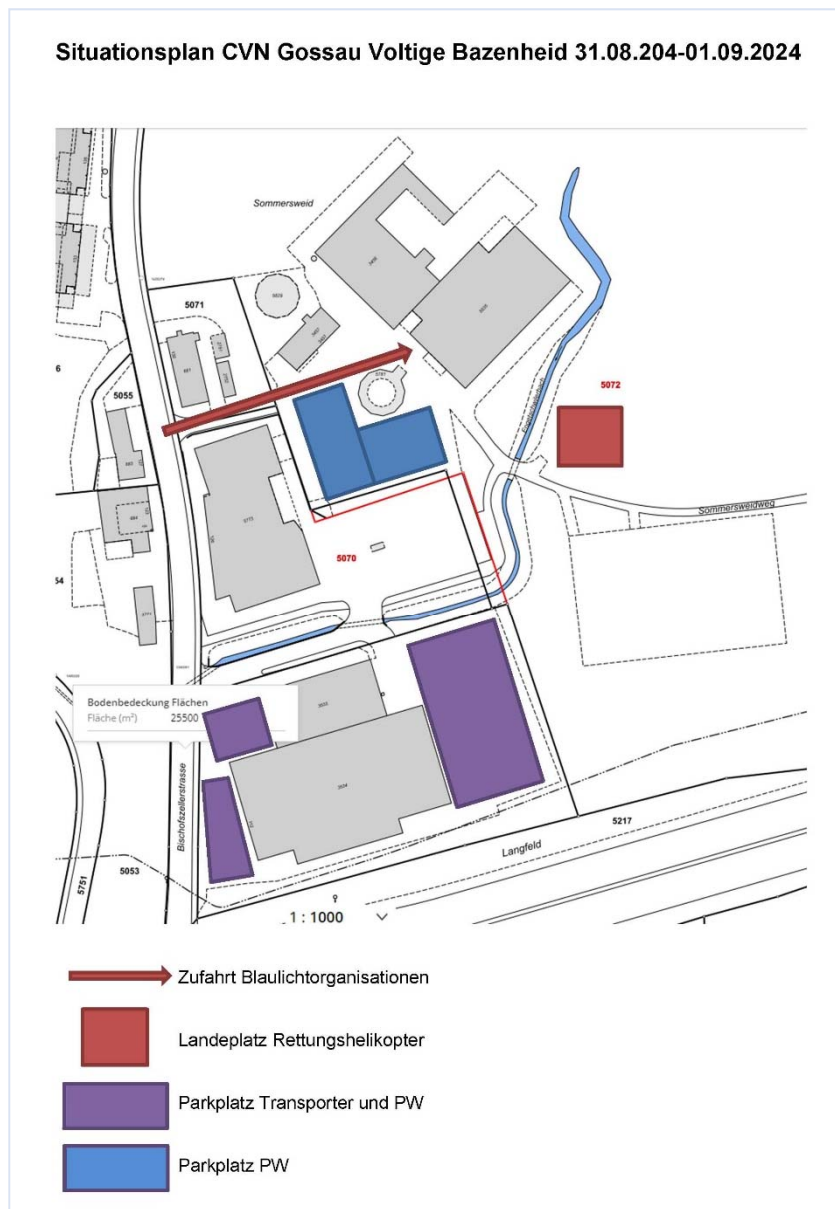 Situationsplan CVN Gossau Voltige Bazenheid 31.08.204-01.09.2024
Sommersweid
5071
5055
5072
Sommersweidweg
5070
54
Bodenbedeckung Flächen
Fläche (m²) 25500
Bischofszellerstrasse
5217
Langfeld
5053
5751
1 : 1000
Zufahrt Blaulichtorganisationen
Landeplatz Rettungshelikopter
Parkplatz Transporter und PW
Parkplatz PW